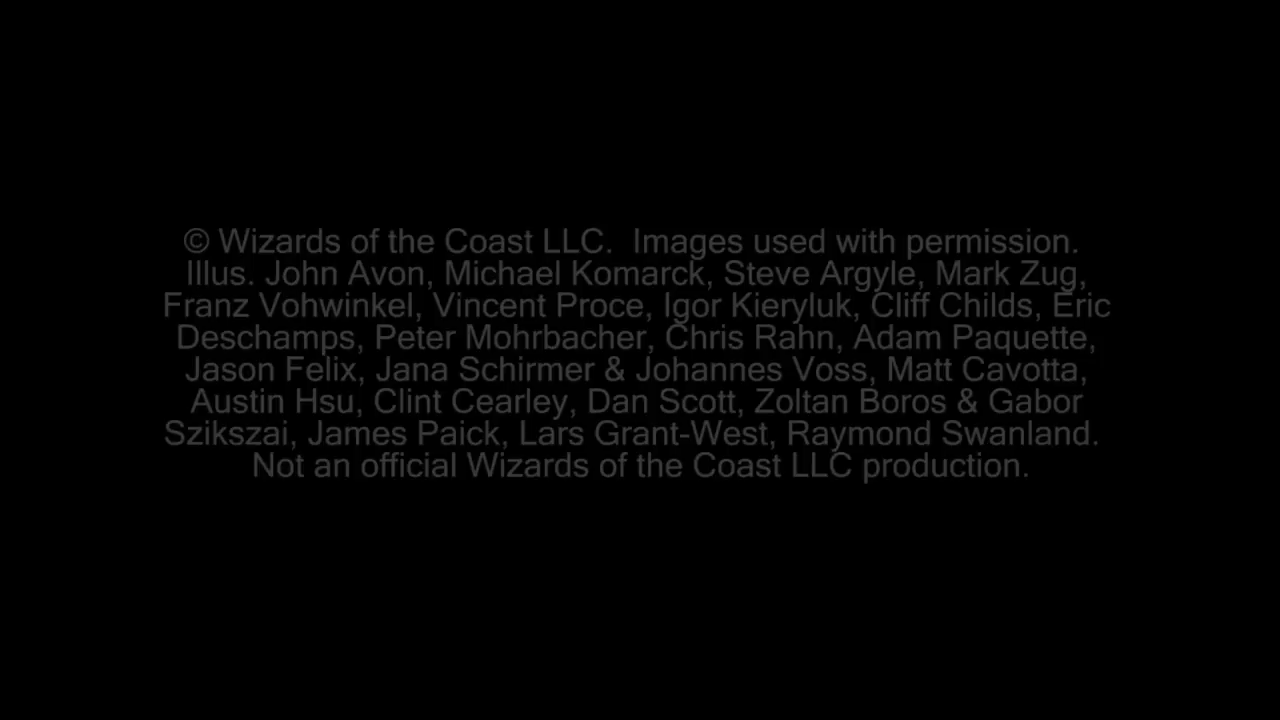 © Wizards of the Coast LLC.  Images used with permission.
Illus. John Avon, Michael Komarck, Steve Argyle, Mark Zug,
Franz Vohwinkel, Vincent Proce, Igor Kieryluk, Cliff Childs, Eric
Deschamps, Peter Mohrbacher, Chris Rahn, Adam Paquette,
Jason Felix, Jana Schirmer & Johannes Voss, Matt Cavotta,
Austin Hsu, Clint Cearley, Dan Scott, Zoltan Boros & Gabor
Szikszai, James Paick, Lars Grant-West, Raymond Swanland.
Not an official Wizards of the Coast LLC production.